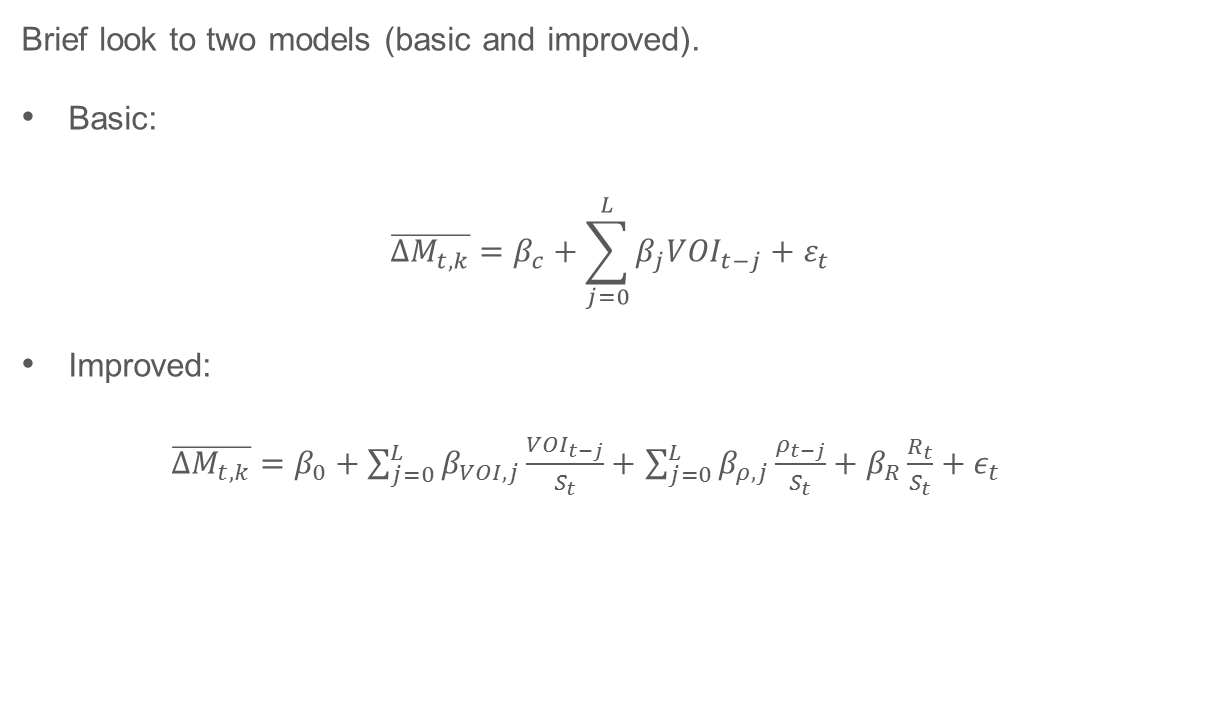 Brief look to two models (basic and improved).
• Basic:
$\overline{\Delta M_{t,k}} = \beta_c + \sum_{j=0}^{L} \beta_j VOI_{t-j} + \varepsilon_t$
• Improved:
$\overline{\Delta M_{t,k}} = \beta_0 + \sum_{j=0}^{L} \beta_{VOI,j} \frac{VOI_{t-j}}{S_t} + \sum_{j=0}^{L} \beta_{\rho,j} \frac{\rho_{t-j}}{S_t} + \beta_R \frac{R_t}{S_t} + \epsilon_t$